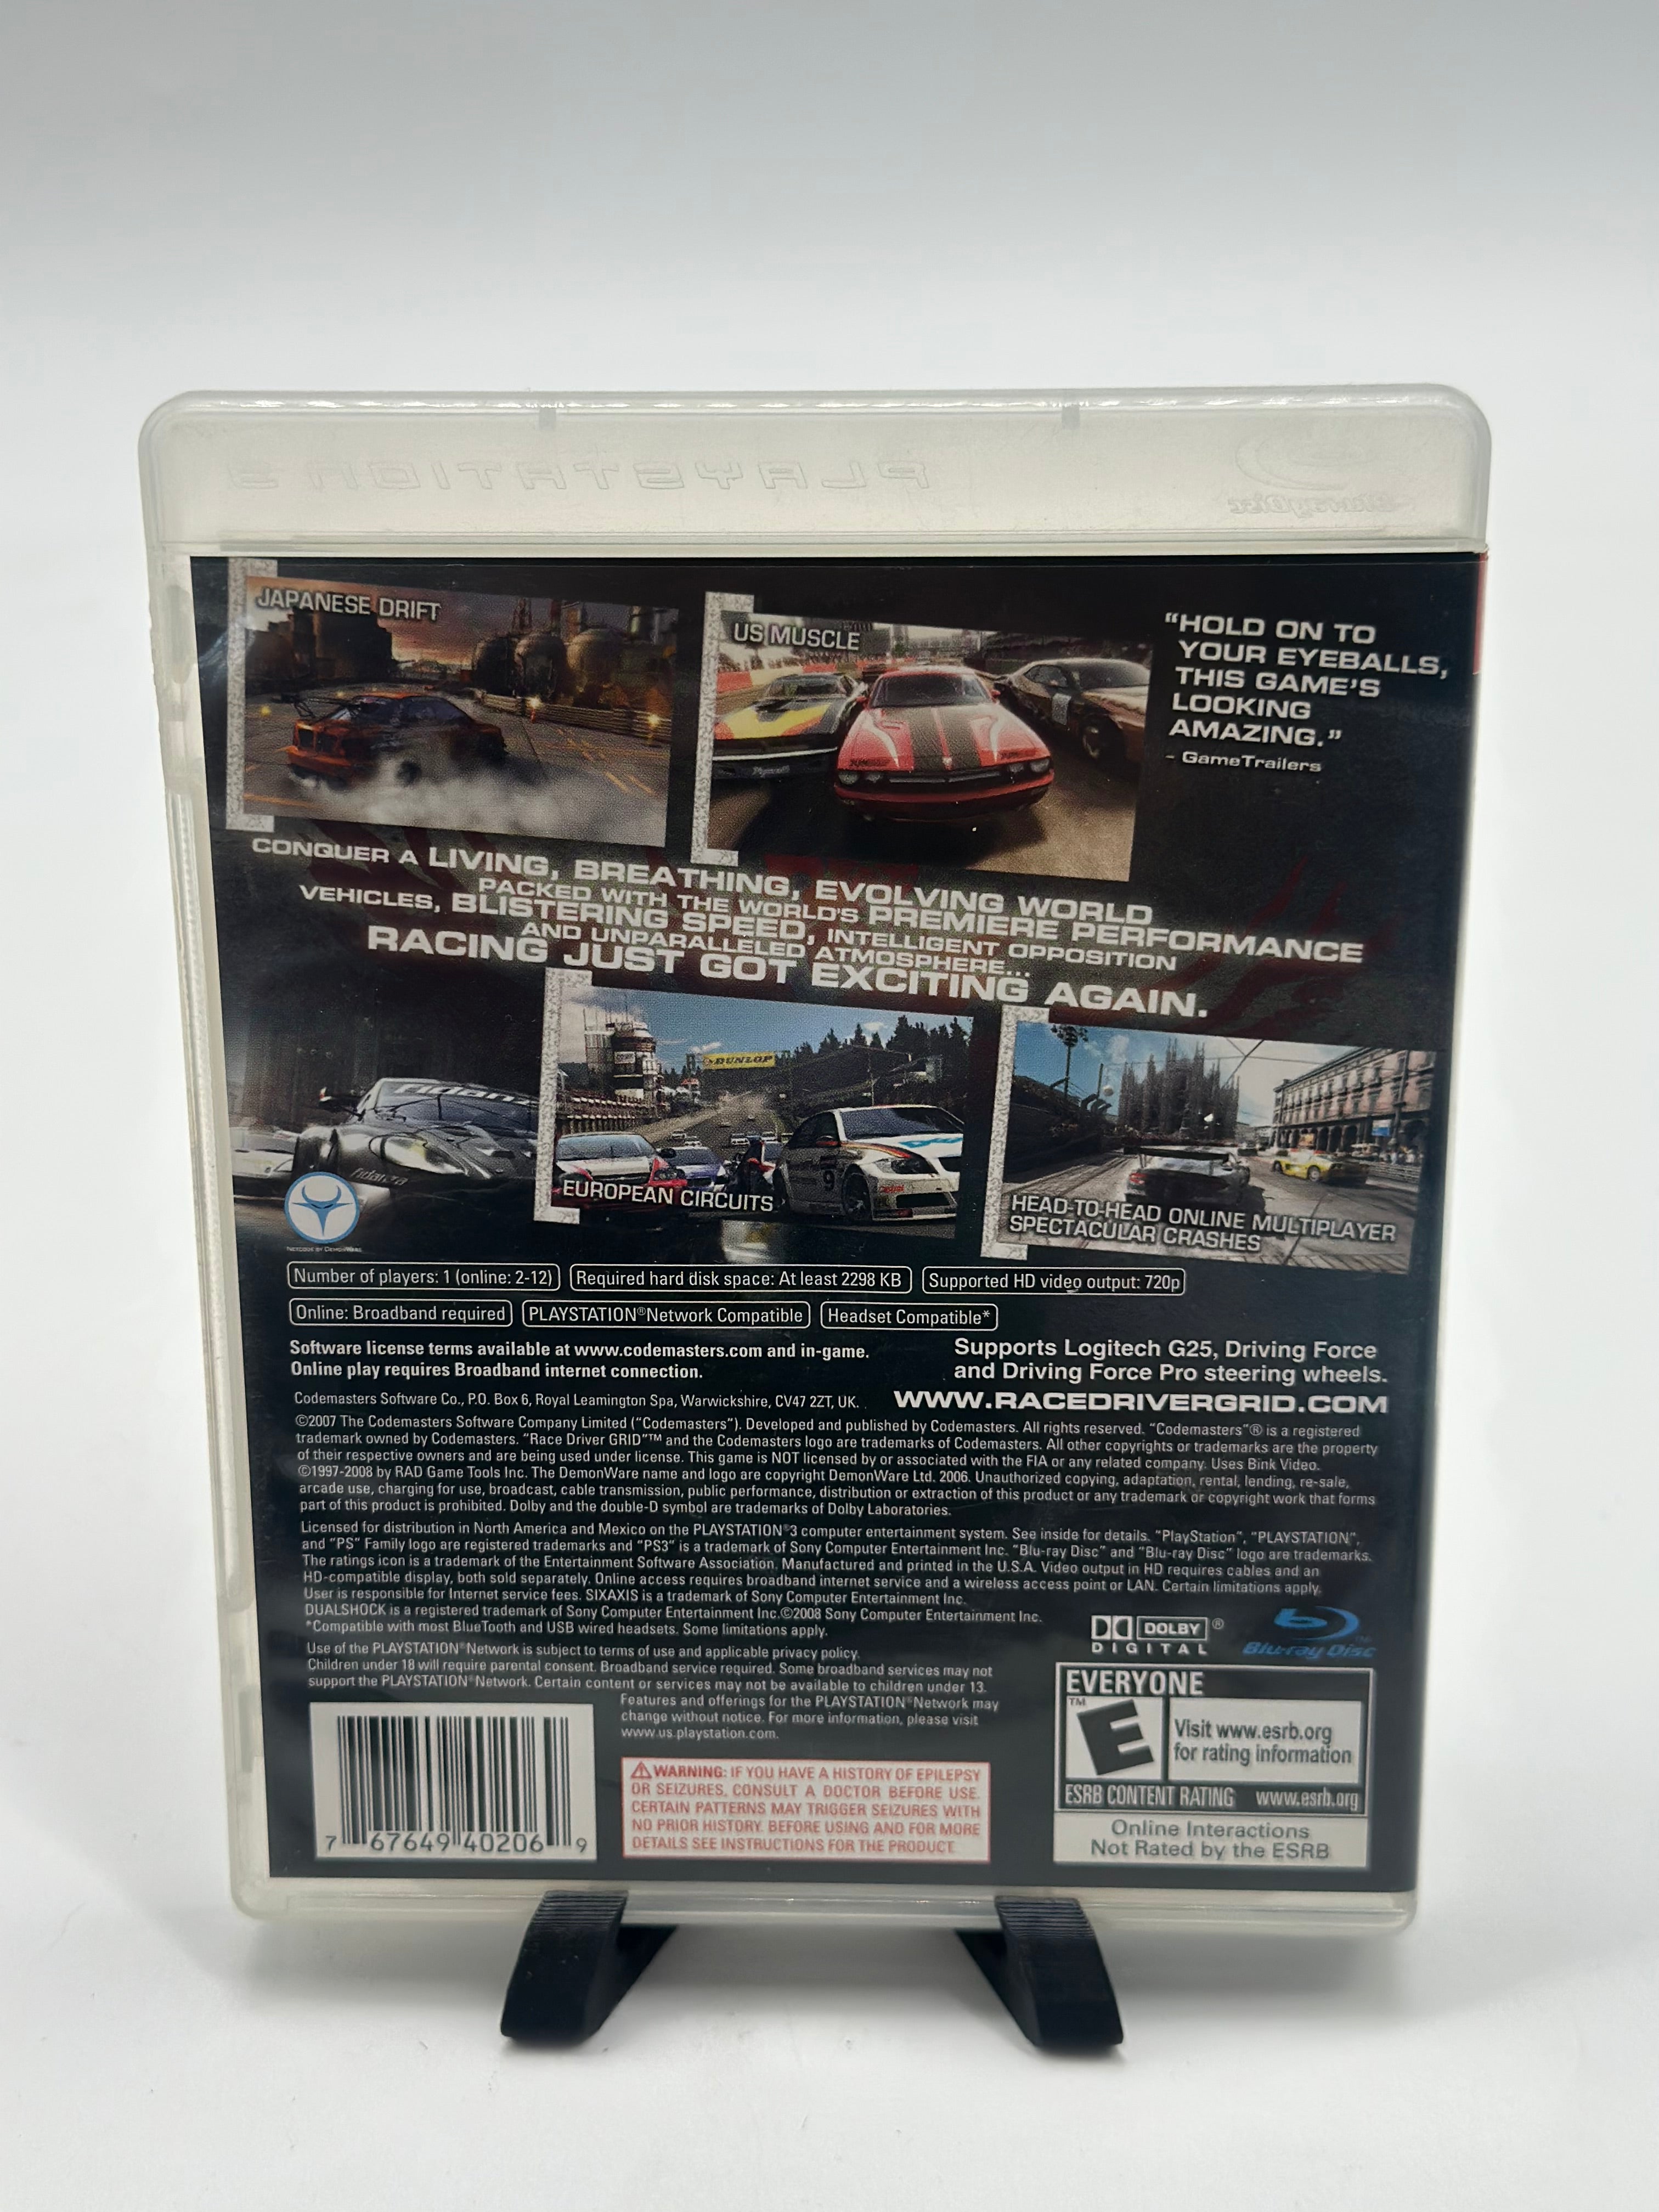 PLAYSTATION 3
Blu-ray Disc
JAPANESE DRIFT
US MUSCLE
Plymouth
"HOLD ON TO
YOUR EYEBALLS,
THIS GAME'S
LOOKING
AMAZING."
- GameTrailers
CONQUER A LIVING, BREATHING, EVOLVING WORLD
PACKED WITH THE WORLD'S PREMIERE PERFORMANCE
VEHICLES, BLISTERING SPEED, INTELLIGENT OPPOSITION
AND UNPARALLELED ATMOSPHERE...
RACING JUST GOT EXCITING AGAIN.
DUNLOP
fidanza
9
EUROPEAN CIRCUITS
HEAD-TO-HEAD ONLINE MULTIPLAYER
SPECTACULAR CRASHES
NETCODE BY DEMONWARE
Number of players: 1 (online: 2-12) Required hard disk space: At least 2298 KB Supported HD video output: 720p
Online: Broadband required PLAYSTATION®Network Compatible Headset Compatible*
Software license terms available at www.codemasters.com and in-game.
Online play requires Broadband internet connection.
Supports Logitech G25, Driving Force
and Driving Force Pro steering wheels.
Codemasters Software Co., P.O. Box 6, Royal Leamington Spa, Warwickshire, CV47 2ZT, UK.
WWW.RACEDRIVERGRID.COM
©2007 The Codemasters Software Company Limited ("Codemasters"). Developed and published by Codemasters. All rights reserved. "Codemasters"® is a registered
trademark owned by Codemasters. "Race Driver GRID"™ and the Codemasters logo are trademarks of Codemasters. All other copyrights or trademarks are the property
of their respective owners and are being used under license. This game is NOT licensed by or associated with the FIA or any related company. Uses Bink Video.
©1997-2008 by RAD Game Tools Inc. The DemonWare name and logo are copyright DemonWare Ltd. 2006. Unauthorized copying, adaptation, rental, lending, re-sale,
arcade use, charging for use, broadcast, cable transmission, public performance, distribution or extraction of this product or any trademark or copyright work that forms
part of this product is prohibited. Dolby and the double-D symbol are trademarks of Dolby Laboratories.
Licensed for distribution in North America and Mexico on the PLAYSTATION®3 computer entertainment system. See inside for details. "PlayStation", "PLAYSTATION",
and "PS" Family logo are registered trademarks and "PS3" is a trademark of Sony Computer Entertainment Inc. "Blu-ray Disc" and "Blu-ray Disc" logo are trademarks.
The ratings icon is a trademark of the Entertainment Software Association. Manufactured and printed in the U.S.A. Video output in HD requires cables and an
HD-compatible display, both sold separately. Online access requires broadband internet service and a wireless access point or LAN. Certain limitations apply.
User is responsible for Internet service fees. SIXAXIS is a trademark of Sony Computer Entertainment Inc.
DUALSHOCK is a registered trademark of Sony Computer Entertainment Inc.©2008 Sony Computer Entertainment Inc.
*Compatible with most BlueTooth and USB wired headsets. Some limitations apply.
Use of the PLAYSTATION®Network is subject to terms of use and applicable privacy policy.
Children under 18 will require parental consent. Broadband service required. Some broadband services may not
support the PLAYSTATION®Network. Certain content or services may not be available to children under 13.
Features and offerings for the PLAYSTATION®Network may
change without notice. For more information, please visit
www.us.playstation.com.
DOLBY ®
DIGITAL
Blu-ray Disc
7 67649 40206 9
WARNING: IF YOU HAVE A HISTORY OF EPILEPSY
OR SEIZURES, CONSULT A DOCTOR BEFORE USE.
CERTAIN PATTERNS MAY TRIGGER SEIZURES WITH
NO PRIOR HISTORY. BEFORE USING AND FOR MORE
DETAILS SEE INSTRUCTIONS FOR THE PRODUCT
EVERYONE
™
E
Visit www.esrb.org
for rating information
ESRB CONTENT RATING www.esrb.org
Online Interactions
Not Rated by the ESRB